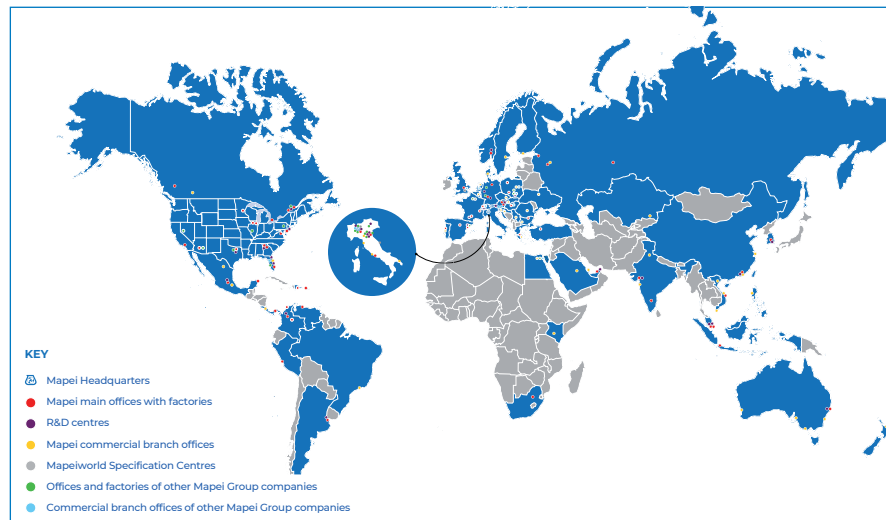 KEY
Mapei Headquarters
Mapei main offices with factories
R&D centres
Mapei commercial branch offices
Mapeiworld Specification Centres
Offices and factories of other Mapei Group companies
Commercial branch offices of other Mapei Group companies